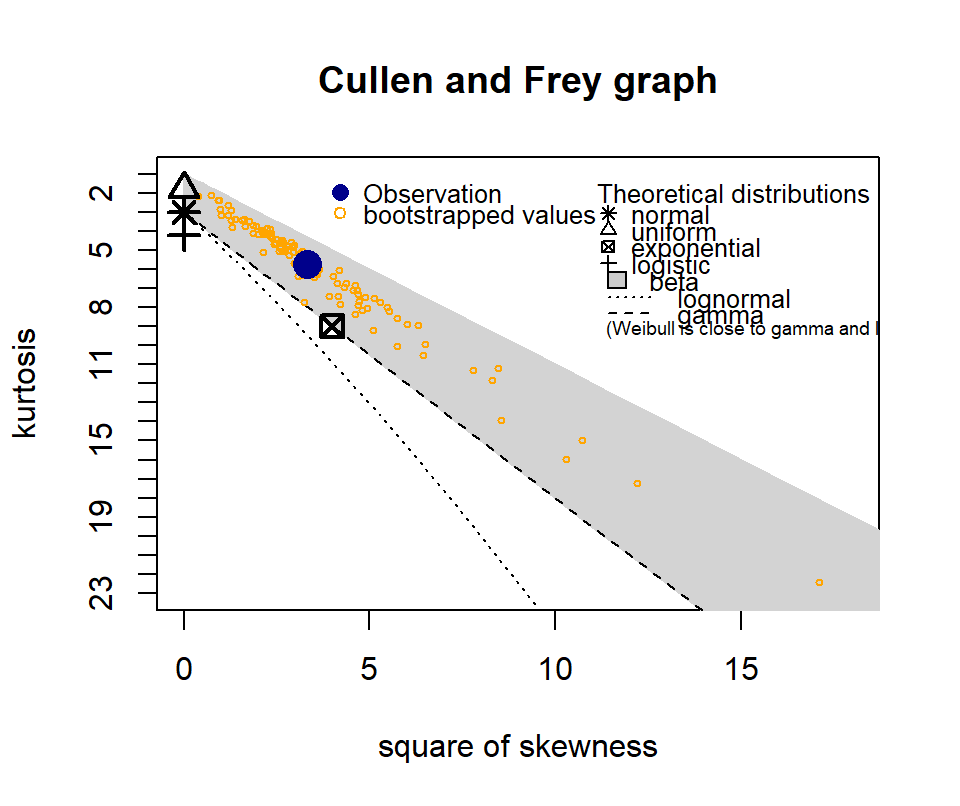 Cullen and Frey graph
Observation
bootstrapped values
Theoretical distributions
normal
uniform
exponential
logistic
beta
lognormal
gamma
(Weibull is close to gamma and l
kurtosis
2
5
8
11
15
19
23
0 5 10 15
square of skewness